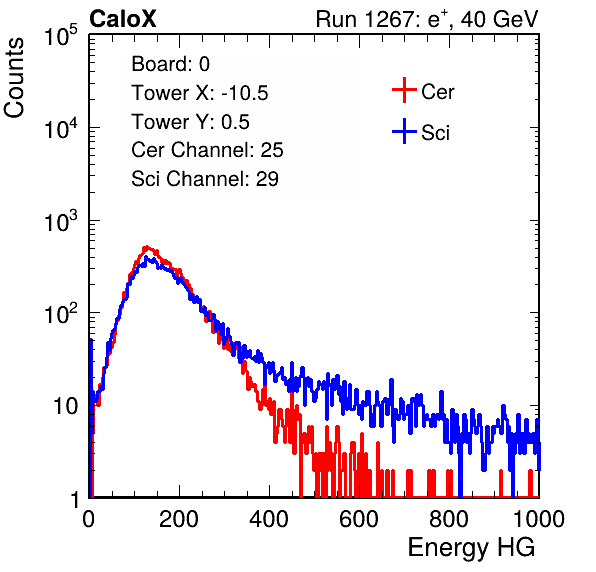 CaloX Run 1267: e⁺, 40 GeV
Counts
10⁵
10⁴
10³
10²
10
1
Board: 0
Tower X: -10.5
Tower Y: 0.5
Cer Channel: 25
Sci Channel: 29
Cer
Sci
0 200 400 600 800 1000
Energy HG